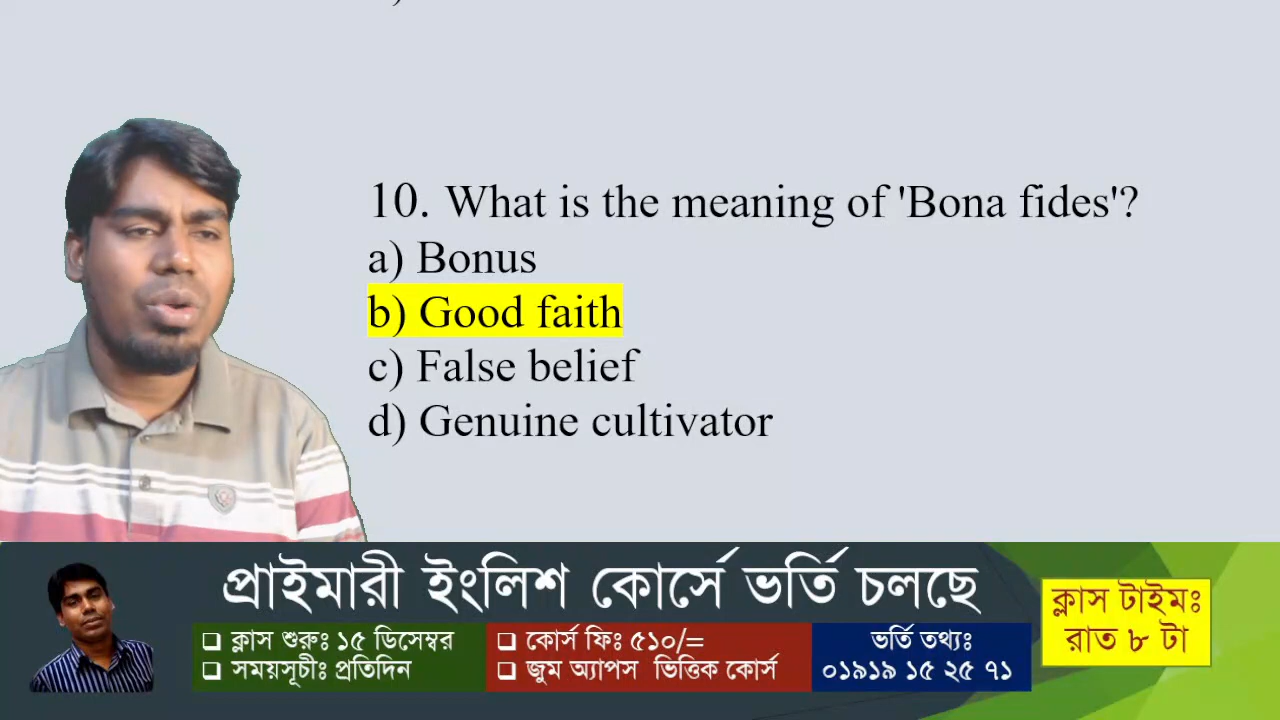 10. What is the meaning of 'Bona fides'?
a) Bonus
b) Good faith
c) False belief
d) Genuine cultivator
প্রাইমারী ইংলিশ কোর্সে ভর্তি চলছে
ক্লাস টাইমঃ
রাত ৮ টা
❑ ক্লাস শুরুঃ ১৫ ডিসেম্বর
❑ সময়সূচীঃ প্রতিদিন
❑ কোর্স ফিঃ ৫১০/=
❑ জুম অ্যাপস ভিত্তিক কোর্স
ভর্তি তথ্যঃ
০১৯১৯ ১৫ ২৫ ৭১